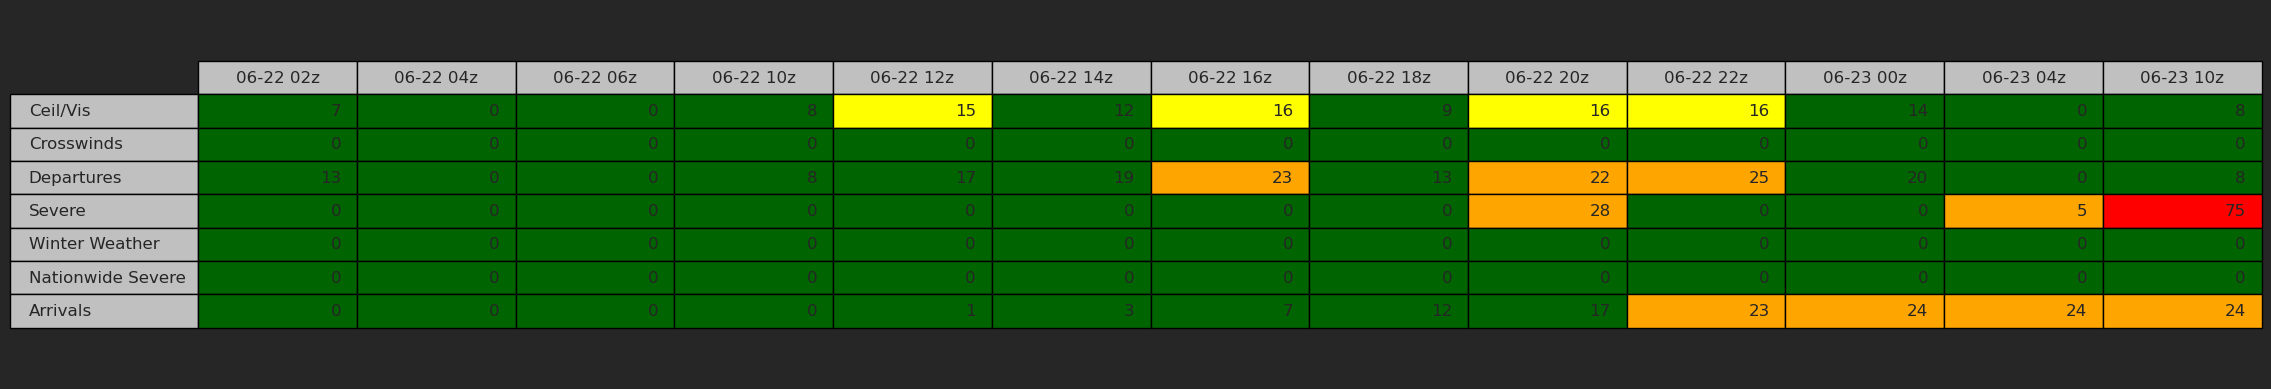 06-22 02z 06-22 04z 06-22 06z 06-22 10z 06-22 12z 06-22 14z 06-22 16z 06-22 18z 06-22 20z 06-22 22z 06-23 00z 06-23 04z 06-23 10z
Ceil/Vis 7 0 0 8 15 12 16 9 16 16 14 0 8
Crosswinds 0 0 0 0 0 0 0 0 0 0 0 0 0
Departures 13 0 0 8 17 19 23 13 22 25 20 0 8
Severe 0 0 0 0 0 0 0 0 28 0 0 5 75
Winter Weather 0 0 0 0 0 0 0 0 0 0 0 0 0
Nationwide Severe 0 0 0 0 0 0 0 0 0 0 0 0 0
Arrivals 0 0 0 0 1 3 7 12 17 23 24 24 24